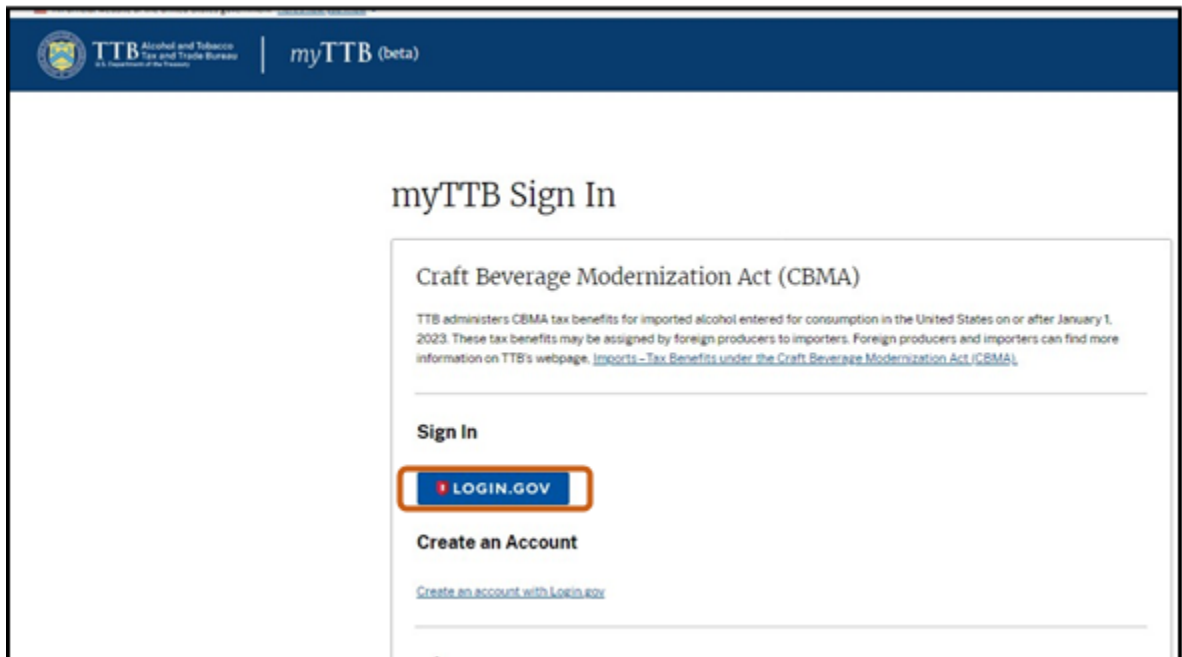 TTB Alcohol and Tobacco
Tax and Trade Bureau
U.S. Department of the Treasury
myTTB (beta)
myTTB Sign In
Craft Beverage Modernization Act (CBMA)
TTB administers CBMA tax benefits for imported alcohol entered for consumption in the United States on or after January 1,
2023. These tax benefits may be assigned by foreign producers to importers. Foreign producers and importers can find more
information on TTB's webpage, Imports – Tax Benefits under the Craft Beverage Modernization Act (CBMA).
Sign In
LOGIN.GOV
Create an Account
Create an account with Login.gov